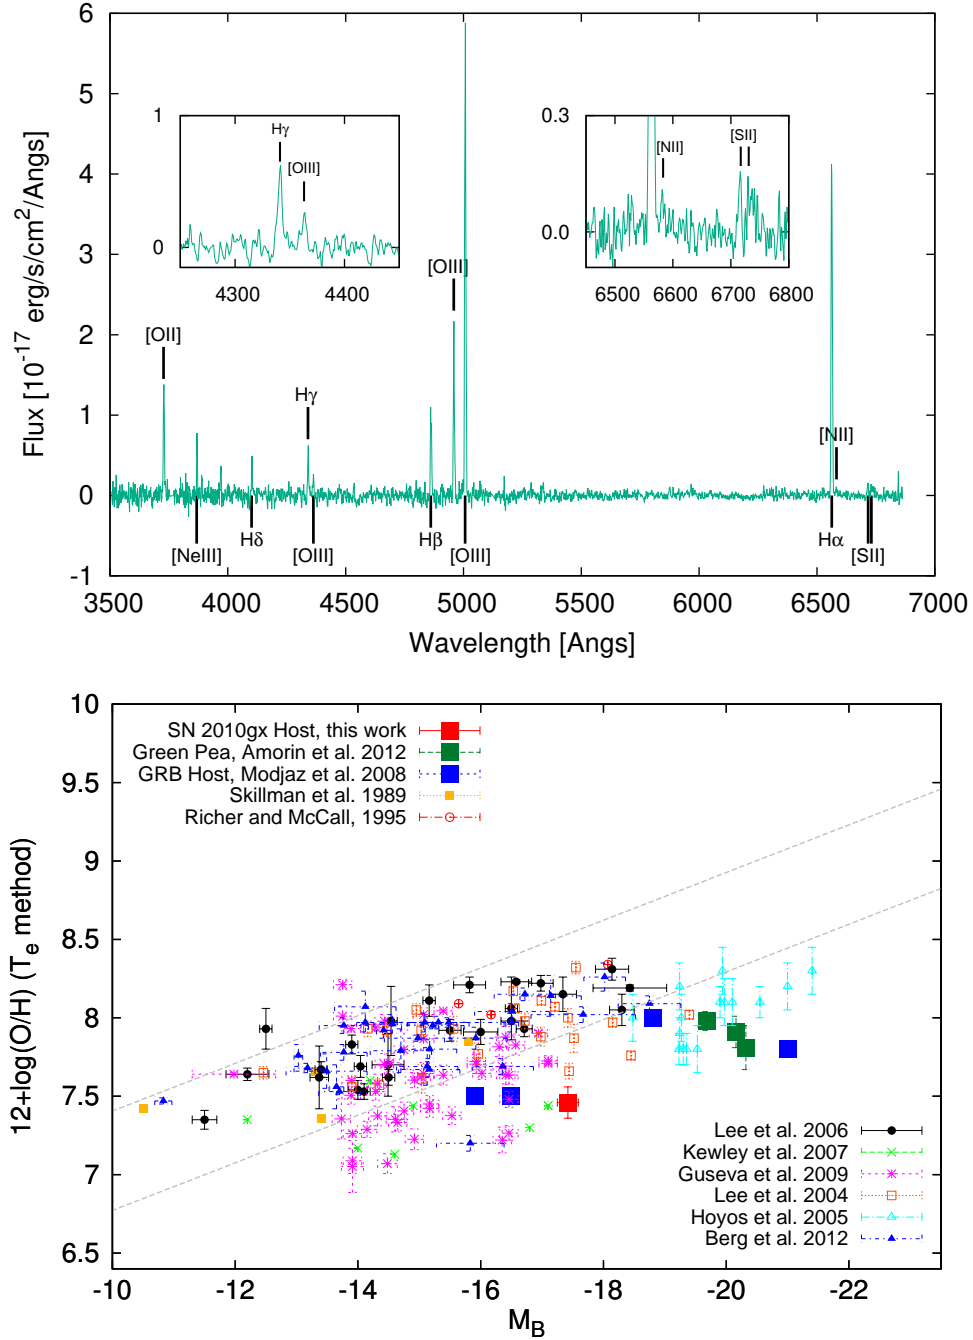 6
5
4
3
2
1
0
-1
Flux [10^-17 erg/s/cm^2/Angs]
1
0
Hγ
[OIII]
4300 4400
0.3
0.0
[NII]
[SII]
6500 6580 6720 6800
[OII]
[OIII]
Hγ
[NII]
[NeIII]
Hδ
[OIII]
Hβ
[OIII]
Hα
[SII]
3500 4000 4500 5000 5500 6000 6500 7000
Wavelength [Angs]
10
9.5
9
8.5
8
7.5
7
6.5
12+log(O/H) (T_e method)
SN 2010gx Host, this work
Green Pea, Amorin et al. 2012
GRB Host, Modjaz et al. 2008
Skillman et al. 1989
Richer and McCall, 1995
Lee et al. 2006
Kewley et al. 2007
Guseva et al. 2009
Lee et al. 2004
Hoyos et al. 2005
Berg et al. 2012
-10 -12 -14 -16 -18 -20 -22
M_B